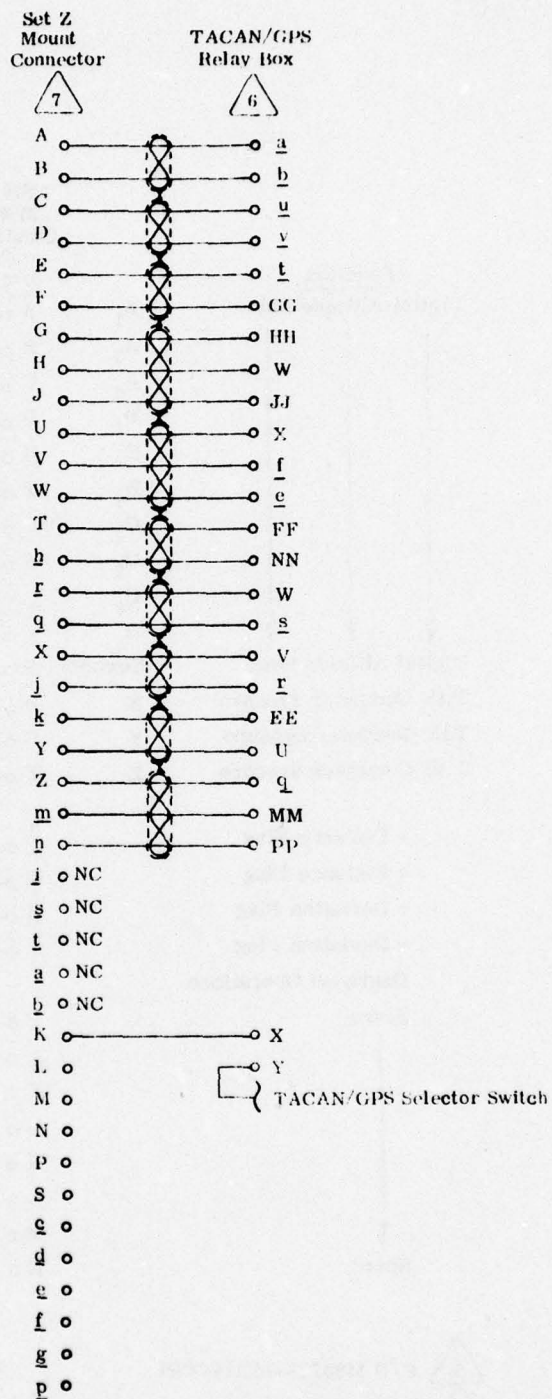 Set Z
Mount
Connector
TACAN/GPS
Relay Box
7
6
A a
B b
C u
D v
E t
F GG
G HH
H W
J JJ
U X
V f
W e
T FF
h NN
r W
q s
X V
j r
k EE
Y U
Z q
m MM
n PP
i NC
s NC
t NC
a NC
b NC
K X
L Y
M TACAN/GPS Selector Switch
N
P
S
c
d
e
f
g
p